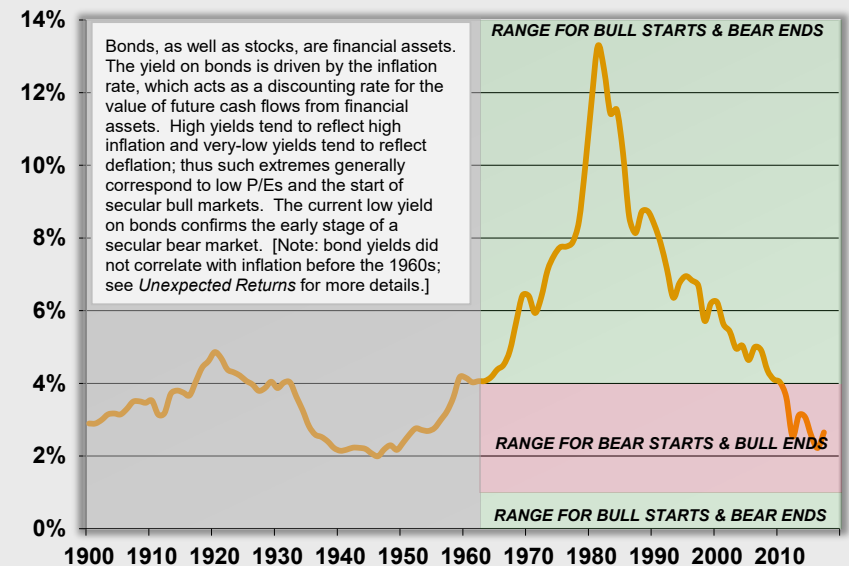 14%
RANGE FOR BULL STARTS & BEAR ENDS
Bonds, as well as stocks, are financial assets.
The yield on bonds is driven by the inflation
rate, which acts as a discounting rate for the
value of future cash flows from financial
assets.  High yields tend to reflect high
inflation and very-low yields tend to reflect
deflation; thus such extremes generally
correspond to low P/Es and the start of
secular bull markets.  The current low yield
on bonds confirms the early stage of a
secular bear market.  [Note: bond yields did
not correlate with inflation before the 1960s;
see Unexpected Returns for more details.]
12%
10%
8%
6%
4%
RANGE FOR BEAR STARTS & BULL ENDS
2%
RANGE FOR BULL STARTS & BEAR ENDS
0%
1900 1910 1920 1930 1940 1950 1960 1970 1980 1990 2000 2010